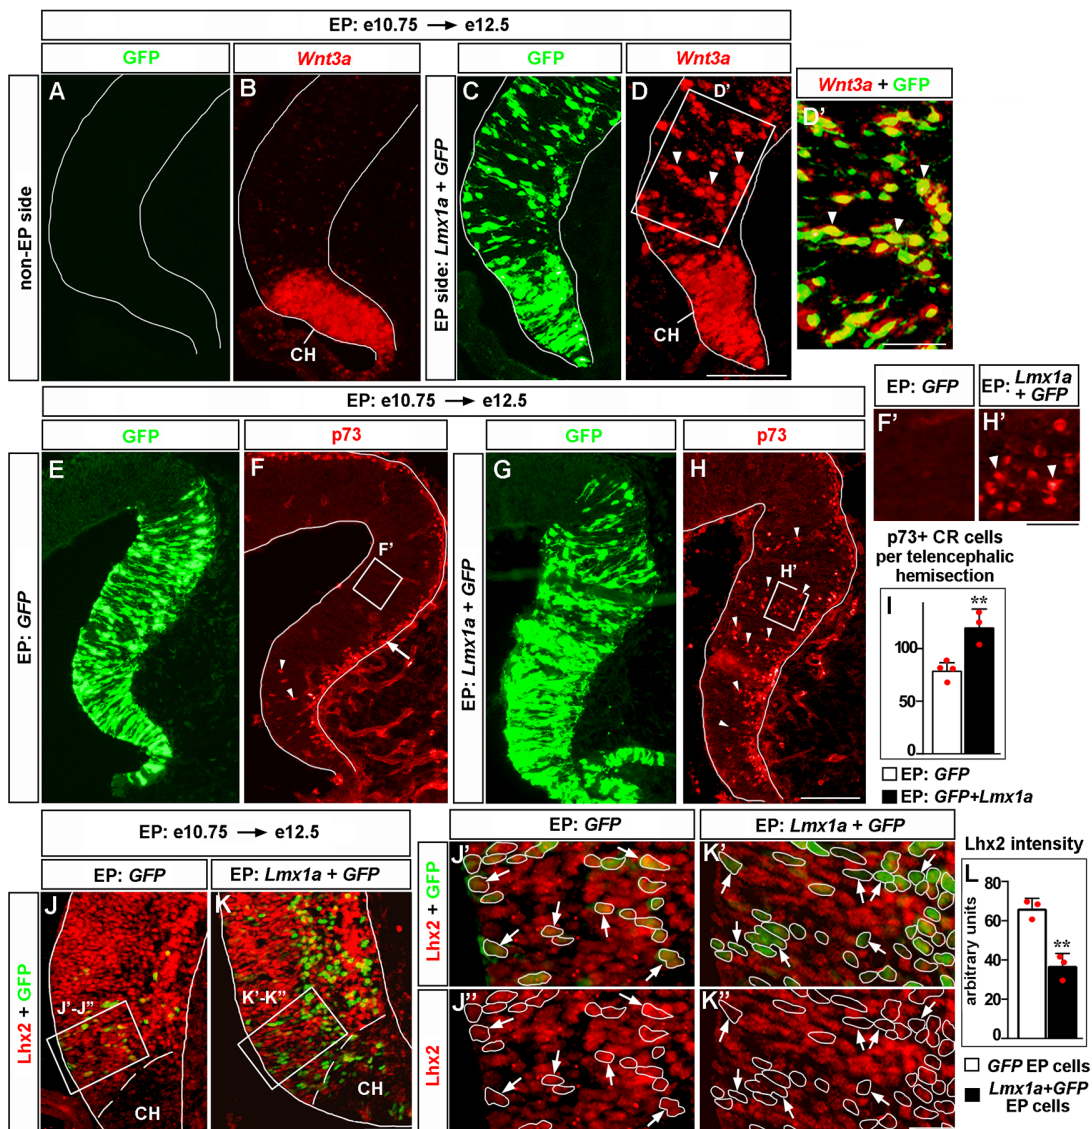 EP: e10.75 → e12.5
GFP
Wnt3a
GFP
Wnt3a
non-EP side
EP side: Lmx1a + GFP
Wnt3a + GFP
A
B
C
D
D'
D'
CH
CH
EP: e10.75 → e12.5
GFP
p73
GFP
p73
EP: GFP
EP: Lmx1a + GFP
E
F
F'
G
H
H'
EP: GFP
EP: Lmx1a
+ GFP
F'
H'
p73+ CR cells
per telencephalic
hemisection
I
**
100
50
0
EP: GFP
EP: GFP+Lmx1a
EP: e10.75 → e12.5
EP: GFP
EP: Lmx1a + GFP
Lhx2 + GFP
J
J'-J"
CH
K
K'-K"
CH
EP: GFP
EP: Lmx1a + GFP
Lhx2 + GFP
Lhx2
J'
K'
J"
K"
Lhx2 intensity
L
arbitrary units
80
60
40
20
0
**
GFP EP cells
Lmx1a+GFP
EP cells